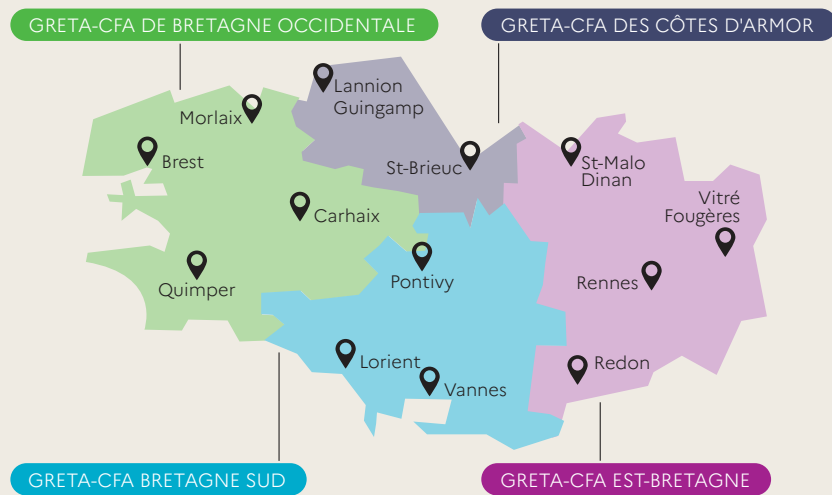 GRETA-CFA DE BRETAGNE OCCIDENTALE
GRETA-CFA DES CÔTES D'ARMOR
Lannion
Guingamp
Morlaix
Brest
St-Brieuc
St-Malo
Dinan
Vitré
Fougères
Carhaix
Quimper
Pontivy
Rennes
Lorient
Vannes
Redon
GRETA-CFA BRETAGNE SUD
GRETA-CFA EST-BRETAGNE